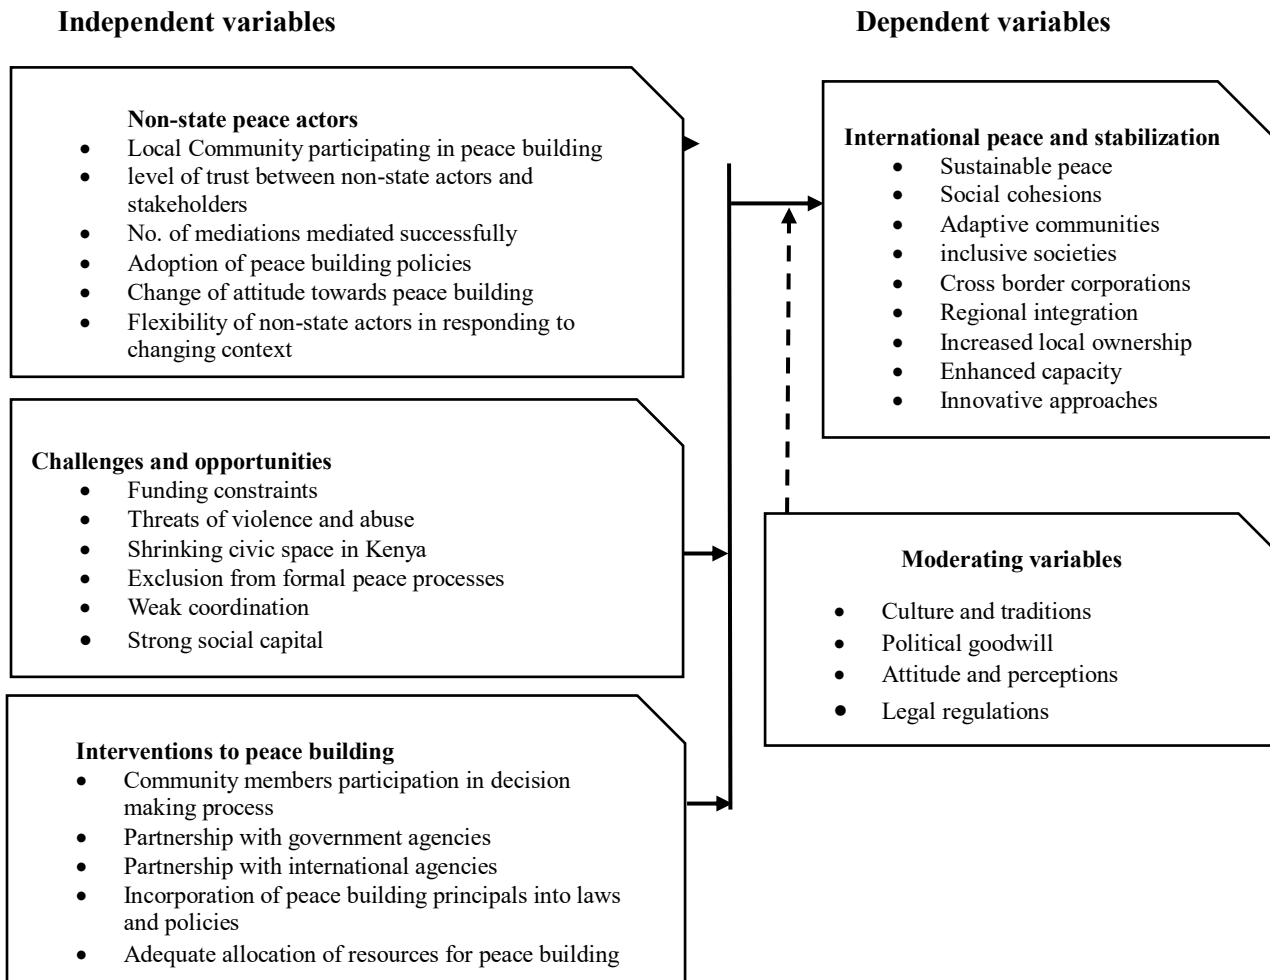 Independent variables
Dependent variables
Non-state peace actors
• Local Community participating in peace building
• level of trust between non-state actors and
stakeholders
• No. of mediations mediated successfully
• Adoption of peace building policies
• Change of attitude towards peace building
• Flexibility of non-state actors in responding to
changing context
Challenges and opportunities
• Funding constraints
• Threats of violence and abuse
• Shrinking civic space in Kenya
• Exclusion from formal peace processes
• Weak coordination
• Strong social capital
Interventions to peace building
• Community members participation in decision
making process
• Partnership with government agencies
• Partnership with international agencies
• Incorporation of peace building principals into laws
and policies
• Adequate allocation of resources for peace building
International peace and stabilization
• Sustainable peace
• Social cohesions
• Adaptive communities
• inclusive societies
• Cross border corporations
• Regional integration
• Increased local ownership
• Enhanced capacity
• Innovative approaches
Moderating variables
• Culture and traditions
• Political goodwill
• Attitude and perceptions
• Legal regulations